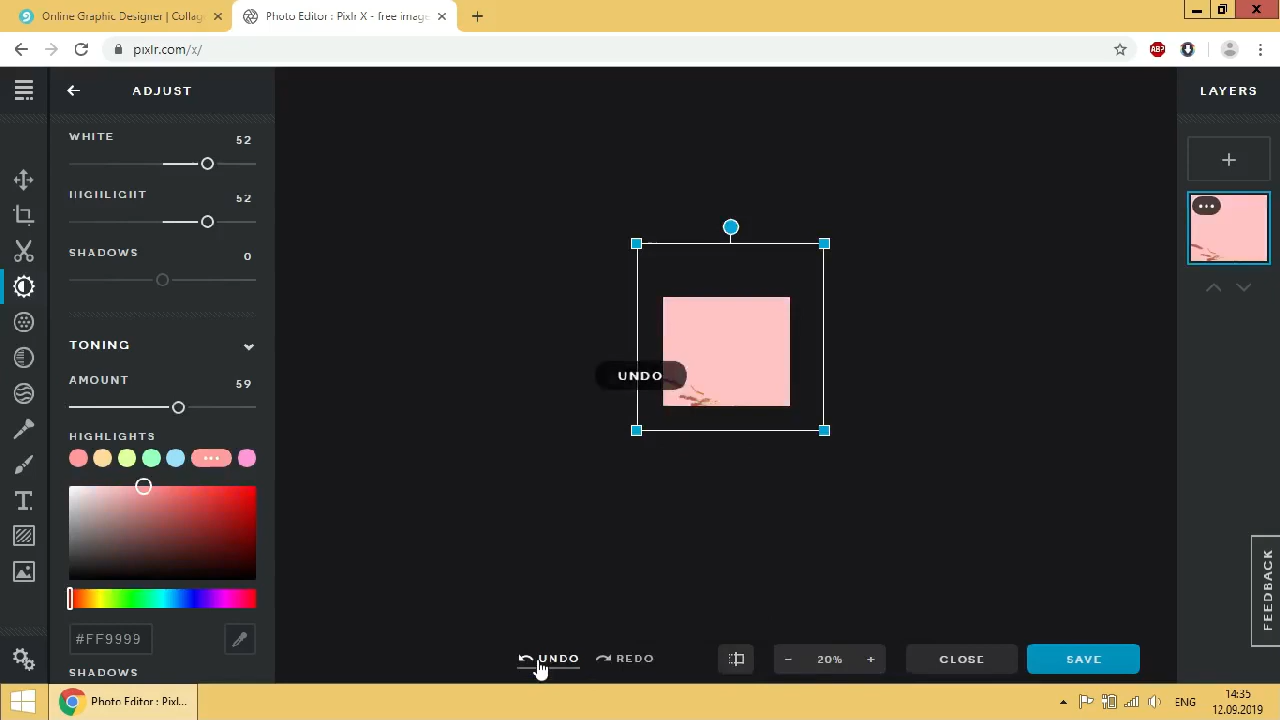 Online Graphic Designer | Collag
Photo Editor : Pixlr X - free image
pixlr.com/x/
ABP
ADJUST
LAYERS
WHITE 52
HIGHLIGHT 52
SHADOWS 0
TONING
AMOUNT 59
HIGHLIGHTS
#FF9999
SHADOWS
UNDO
FEEDBACK
UNDO REDO
20%
CLOSE
SAVE
Photo Editor : Pixl...
ENG
14:35
12.09.2019